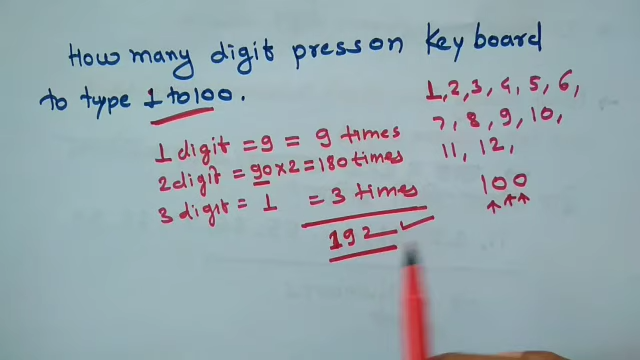 How many digit press on key board
to type 1 to 100.
1 digit = 9 = 9 times
2 digit = 90 × 2 = 180 times
3 digit = 1 = 3 times
192 ✓
1, 2, 3, 4, 5, 6,
7, 8, 9, 10,
11, 12,
100
↑ ↑ ↑